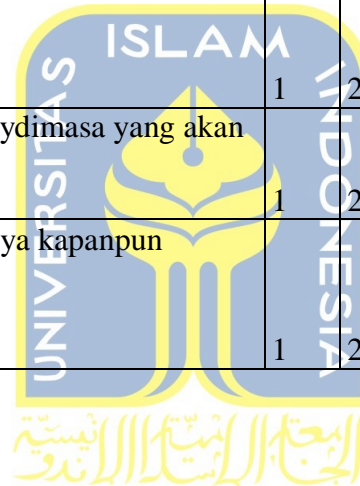 ISLAM
UNIVERSITAS
INDONESIA
1 2
ydimasa yang akan
1 2
ya kapanpun
1 2